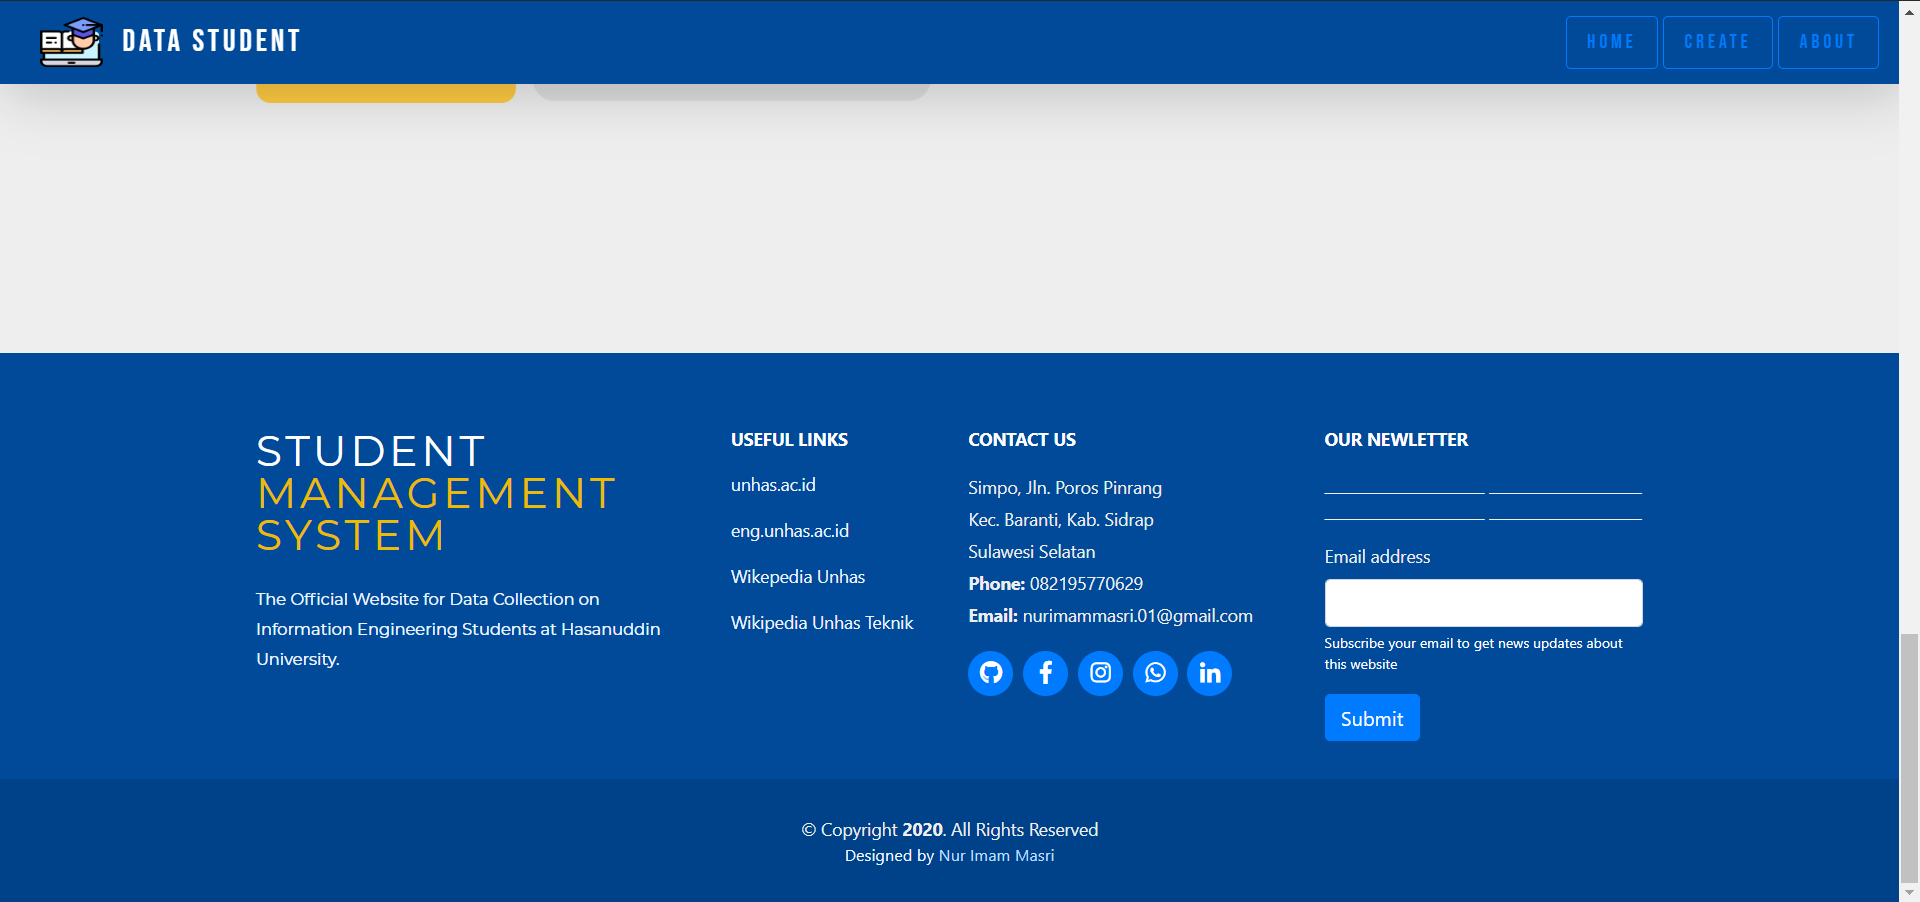 DATA STUDENT
HOME
CREATE
ABOUT
STUDENT
MANAGEMENT
SYSTEM
The Official Website for Data Collection on
Information Engineering Students at Hasanuddin
University.
USEFUL LINKS
unhas.ac.id
eng.unhas.ac.id
Wikepedia Unhas
Wikipedia Unhas Teknik
CONTACT US
Simpo, Jln. Poros Pinrang
Kec. Baranti, Kab. Sidrap
Sulawesi Selatan
Phone: 082195770629
Email: nurimammasri.01@gmail.com
OUR NEWLETTER
Email address
Subscribe your email to get news updates about
this website
Submit
© Copyright 2020. All Rights Reserved
Designed by Nur Imam Masri